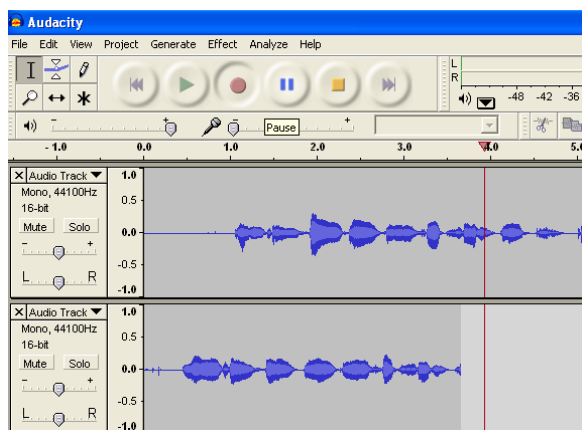 Audacity
File Edit View Project Generate Effect Analyze Help
L
R
-48 -42 -36
- + - Pause +
- 1.0 0.0 1.0 2.0 3.0 4.0 5.0
X Audio Track 1.0
Mono, 44100Hz
16-bit 0.5
Mute Solo 0.0
- +
-0.5
L R
-1.0
X Audio Track 1.0
Mono, 44100Hz
16-bit 0.5
Mute Solo 0.0
- +
-0.5
L R
-1.0